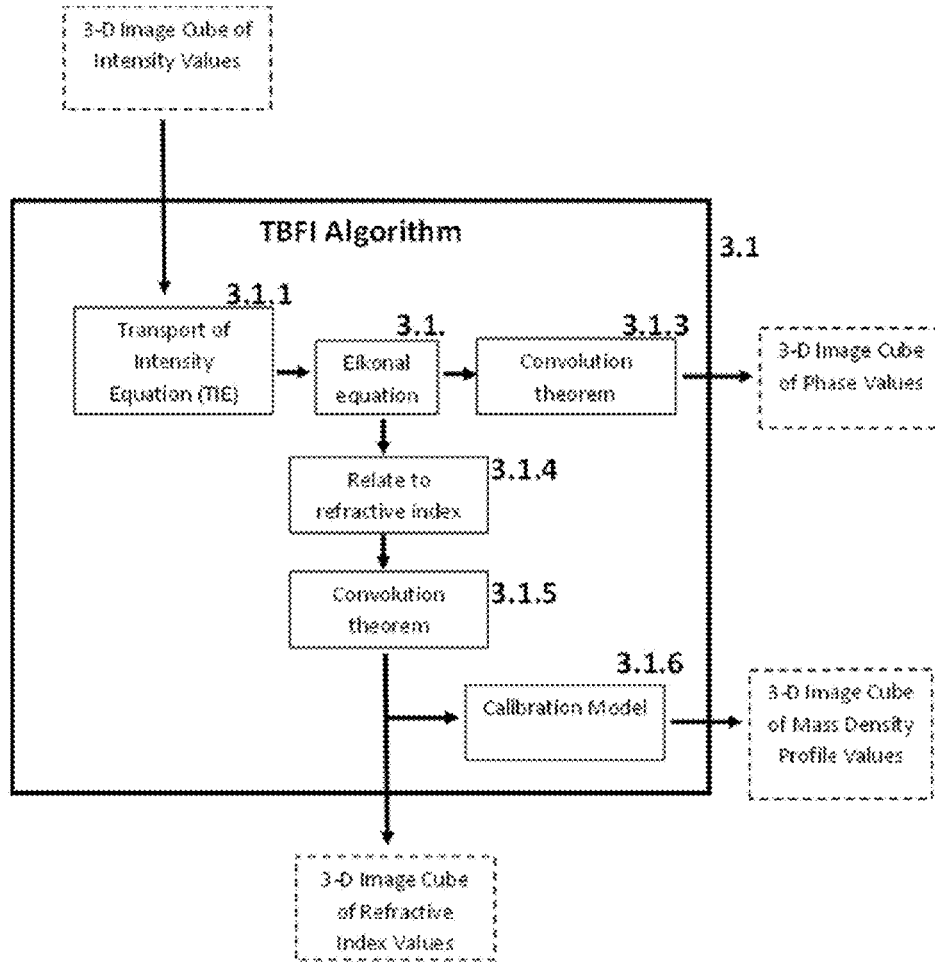 3-D Image Cube of
Intensity Values
TBFI Algorithm
3.1
3.1.1
Transport of
Intensity
Equation (TIE)
3.1.
Eikonal
equation
3.1.3
Convolution
theorem
3-D Image Cube
of Phase Values
Relate to
refractive index
3.1.4
Convolution
theorem
3.1.5
3.1.6
Calibration Model
3-D Image Cube
of Mass Density
Profile Values
3-D Image Cube
of Refractive
Index Values